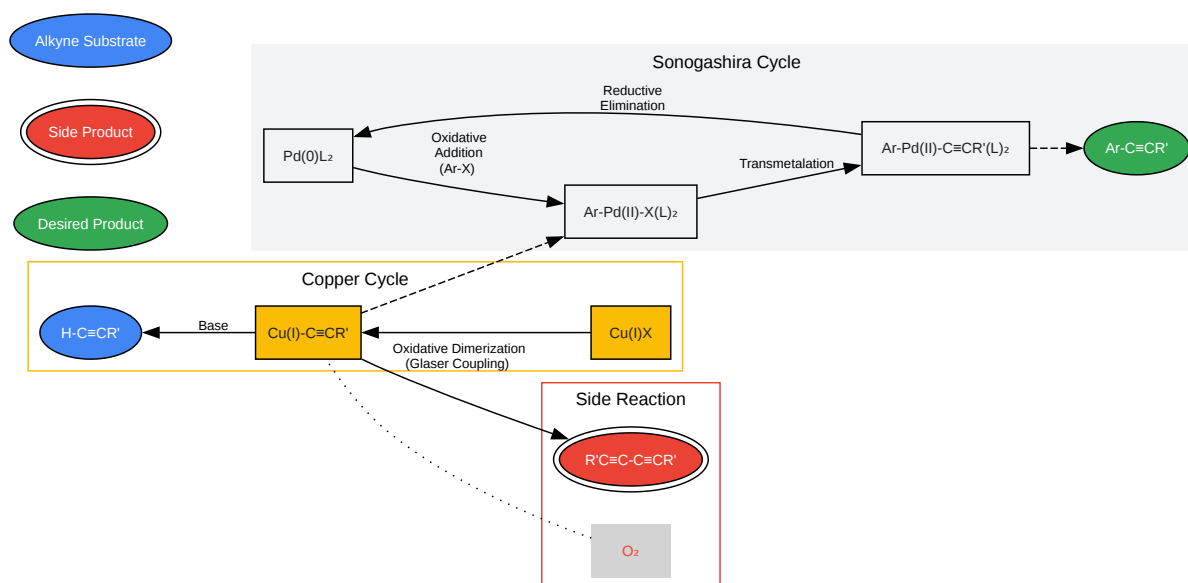 Alkyne Substrate
Side Product
Desired Product
Sonogashira Cycle
Reductive
Elimination
Pd(0)L₂
Oxidative
Addition
(Ar-X)
Ar-Pd(II)-X(L)₂
Transmetalation
Ar-Pd(II)-C≡CR'(L)₂
Ar-C≡CR'
Copper Cycle
H-C≡CR'
Base
Cu(I)-C≡CR'
Cu(I)X
Oxidative Dimerization
(Glaser Coupling)
Side Reaction
R'C≡C-C≡CR'
O₂